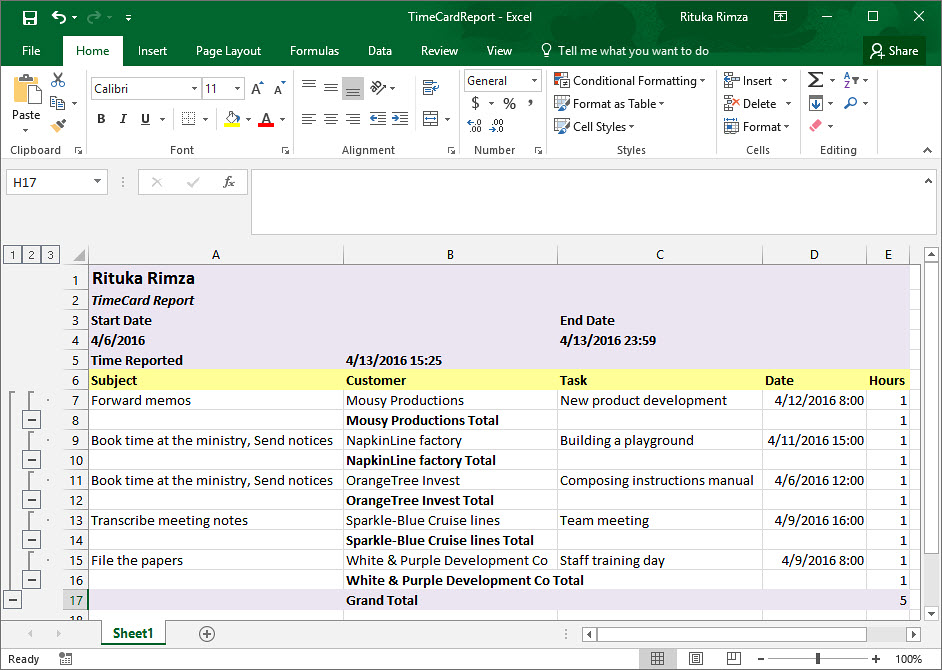 TimeCardReport - Excel Rituka Rimza
File Home Insert Page Layout Formulas Data Review View Tell me what you want to do Share
Paste Calibri 11 A A General Conditional Formatting Insert Σ A Z
$ % , Format as Table Delete
B I U A ←.0 .00 .00 →.0 Cell Styles Format
Clipboard Font Alignment Number Styles Cells Editing
H17 fx
1 2 3 A B C D E
1 Rituka Rimza
2 TimeCard Report
3 Start Date End Date
4 4/6/2016 4/13/2016 23:59
5 Time Reported 4/13/2016 15:25
6 Subject Customer Task Date Hours
7 Forward memos Mousy Productions New product development 4/12/2016 8:00 1
8 Mousy Productions Total 1
9 Book time at the ministry, Send notices NapkinLine factory Building a playground 4/11/2016 15:00 1
10 NapkinLine factory Total 1
11 Book time at the ministry, Send notices OrangeTree Invest Composing instructions manual 4/6/2016 12:00 1
12 OrangeTree Invest Total 1
13 Transcribe meeting notes Sparkle-Blue Cruise lines Team meeting 4/9/2016 16:00 1
14 Sparkle-Blue Cruise lines Total 1
15 File the papers White & Purple Development Co Staff training day 4/9/2016 8:00 1
16 White & Purple Development Co Total 1
17 Grand Total 5
18
Sheet1
Ready 100%